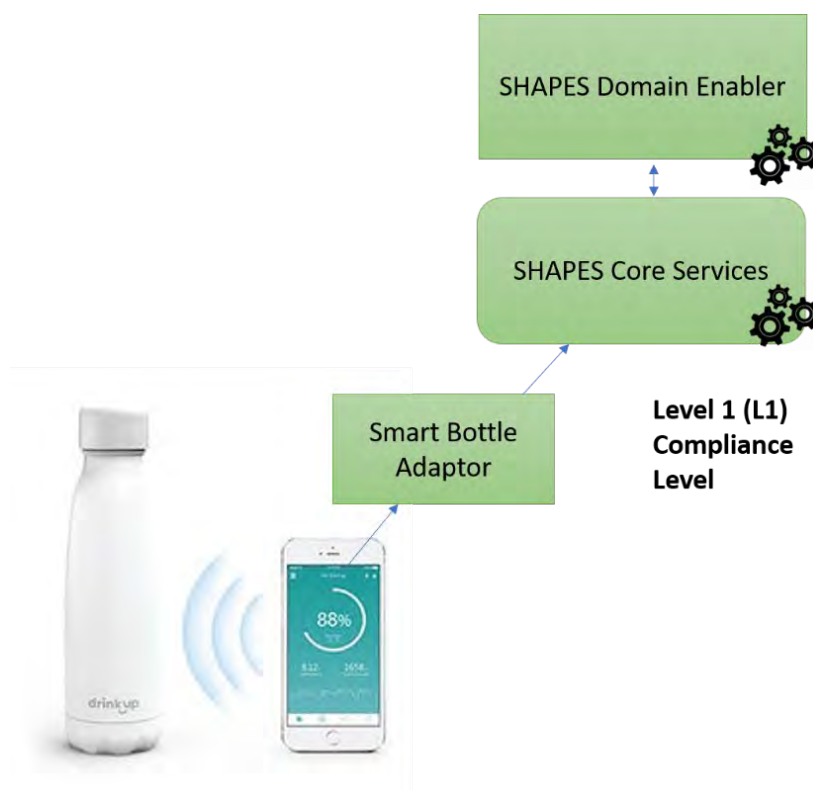 SHAPES Domain Enabler
SHAPES Core Services
Smart Bottle
Adaptor
Level 1 (L1)
Compliance
Level
88%
drinkup